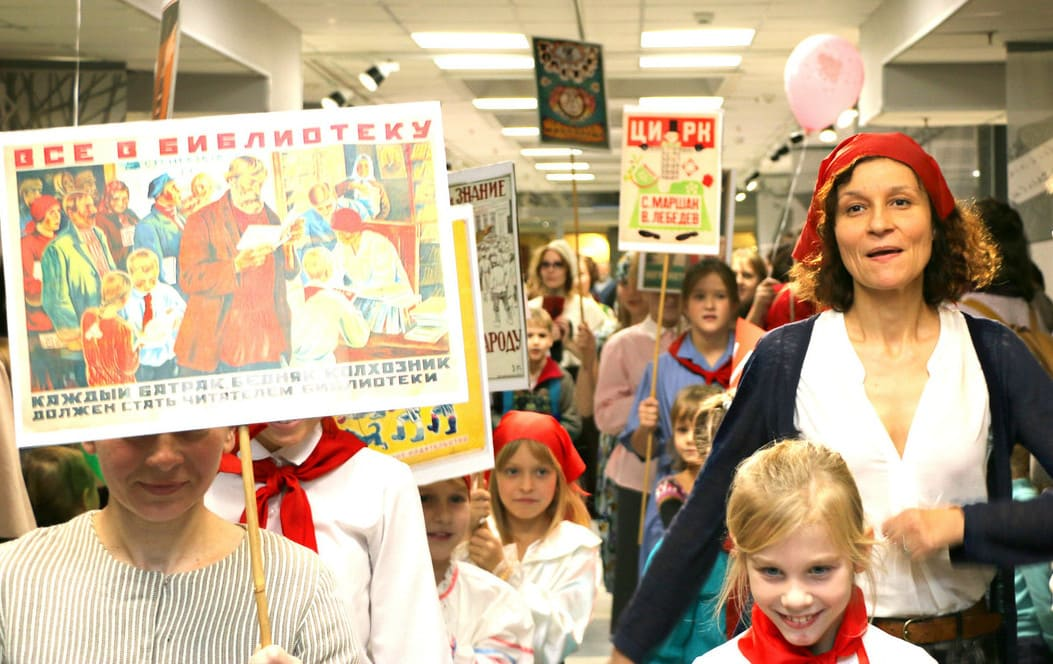 ВСЕ В БИБЛИОТЕКУ
КАЖДЫЙ БАТРАК, БЕДНЯК, КОЛХОЗНИК
ДОЛЖЕН СТАТЬ ЧИТАТЕЛЕМ БИБЛИОТЕКИ
ЗНАНИЕ
НАРОДУ
ЦИРК
С. МАРШАК
В. ЛЕБЕДЕВ